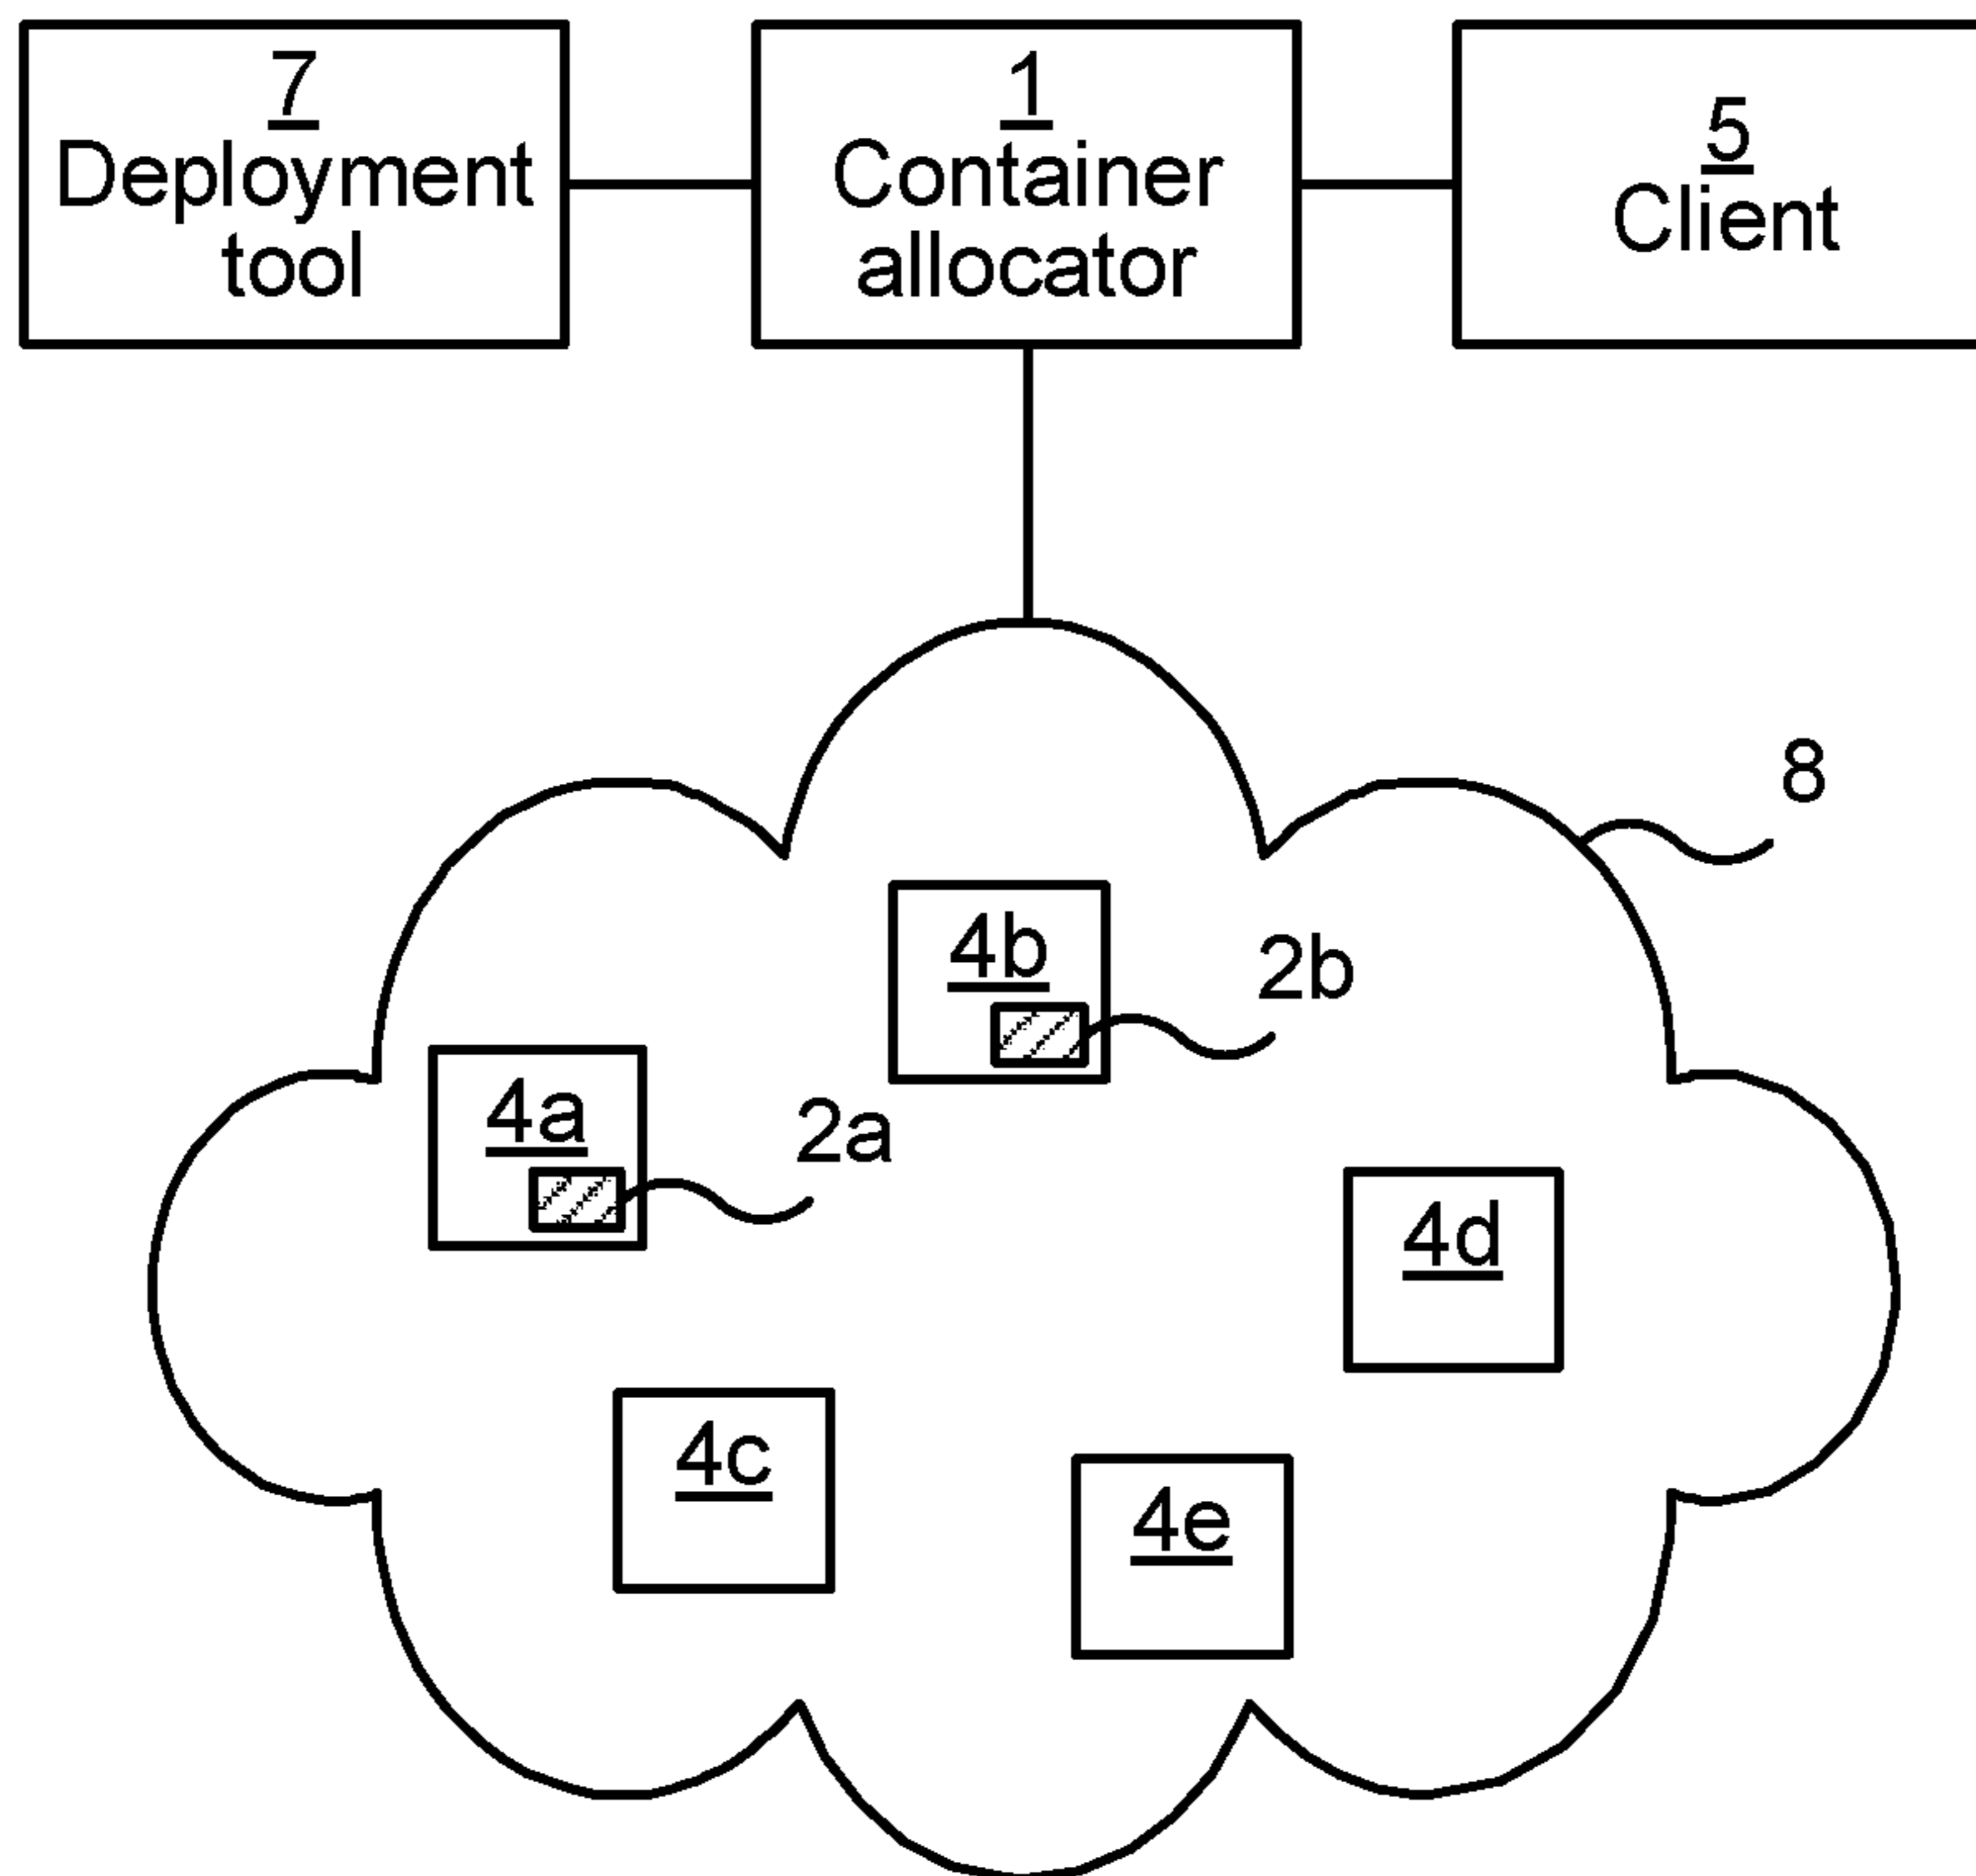 7
Deployment
tool
1
Container
allocator
5
Client
8
4b
2b
4a
2a
4d
4c
4e